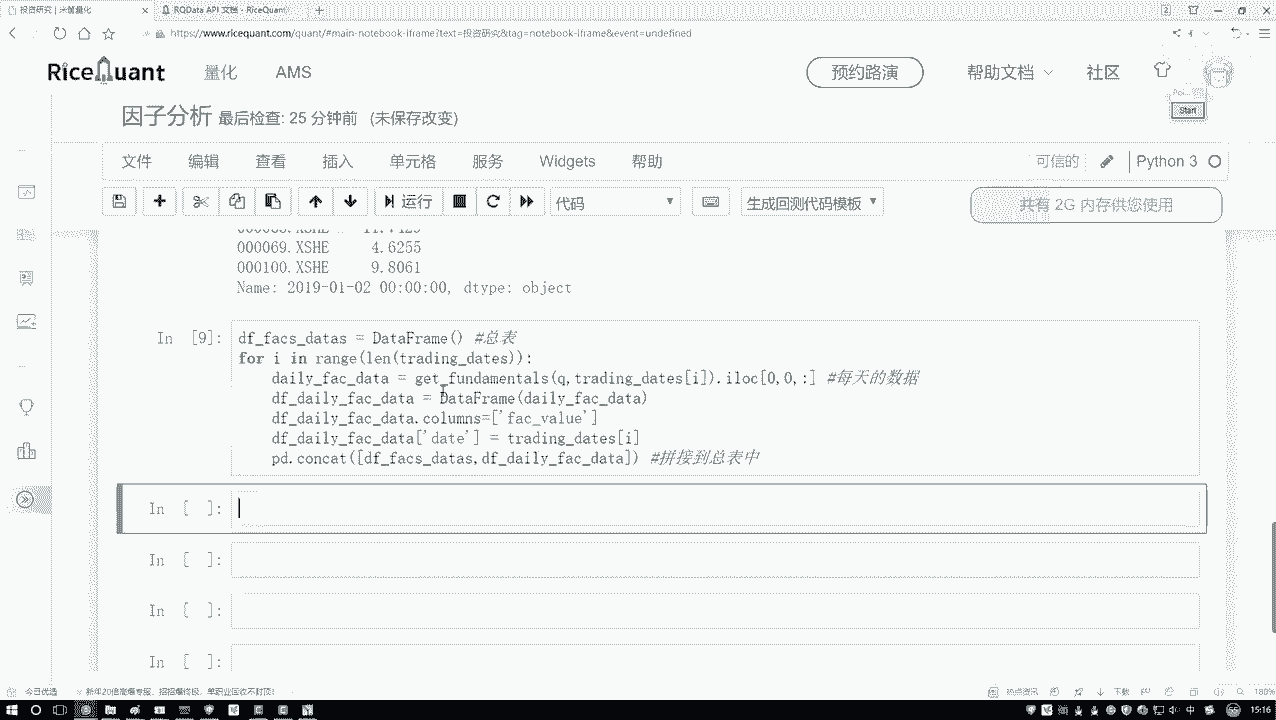 投资研究 | 米筐量化
RQData API 文档 - RiceQuant
https://www.ricequant.com/quant/#main-notebook-iframe?text=投资研究&tag=notebook-iframe&event=undefined
RiceQuant 量化 AMS 预约路演 帮助文档 社区
Start
因子分析 最后检查: 25 分钟前 (未保存改变)
文件 编辑 查看 插入 单元格 服务 Widgets 帮助 可信的 Python 3
运行 代码 生成回测代码模板 共有 2G 内存供您使用
000069.XSHE 4.6255
000100.XSHE 9.8061
Name: 2019-01-02 00:00:00, dtype: object
In [9]: df_facs_datas = DataFrame() #总表
for i in range(len(trading_dates)):
daily_fac_data = get_fundamentals(q,trading_dates[i]).iloc[0,0,:] #每天的数据
df_daily_fac_data = DataFrame(daily_fac_data)
df_daily_fac_data.columns=['fac_value']
df_daily_fac_data['date'] = trading_dates[i]
pd.concat([df_facs_datas,df_daily_fac_data]) #拼接到总表中
In [ ]:
In [ ]:
In [ ]:
In [ ]:
今日优选
热点资讯
下载
180%
中
15:16